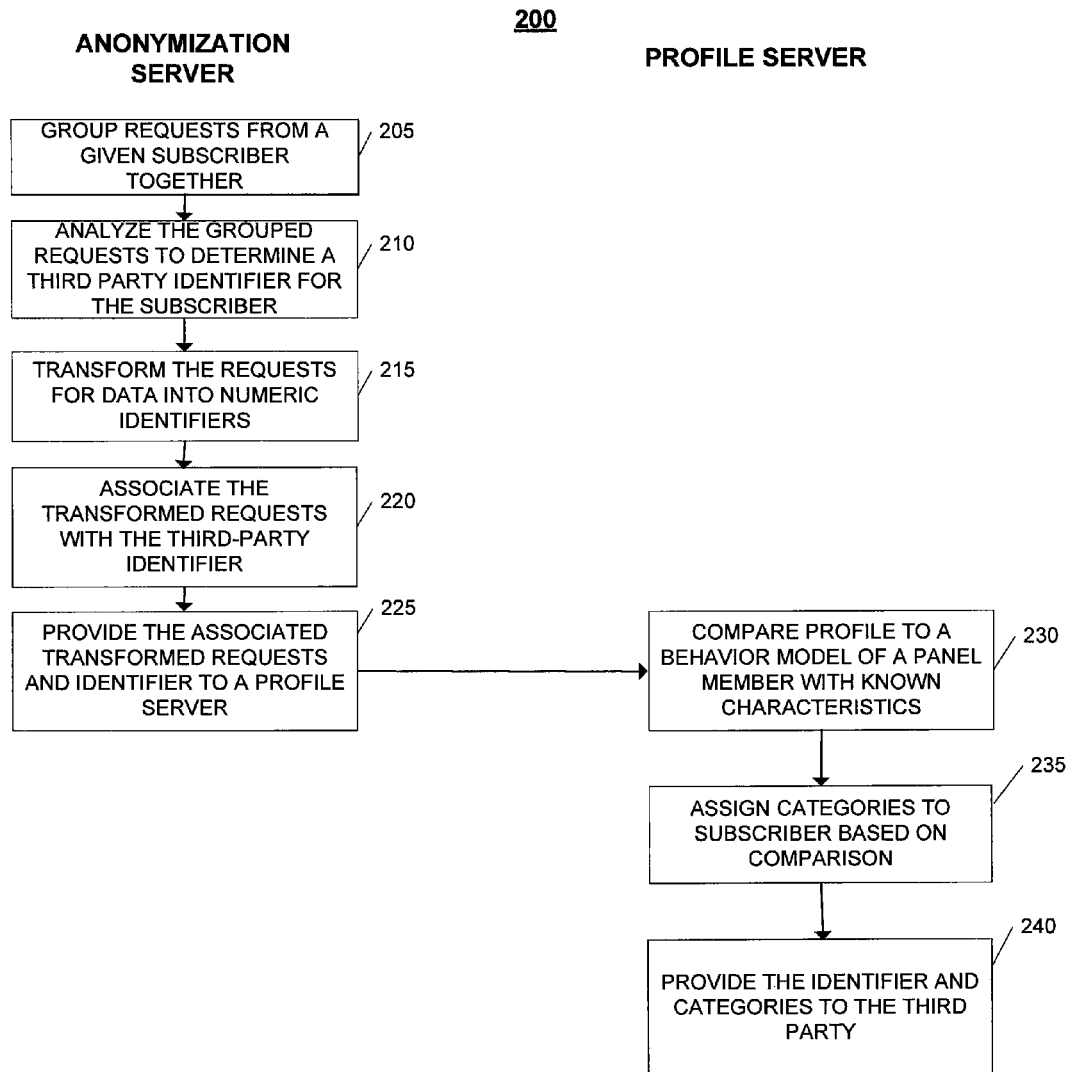 200
ANONYMIZATION
SERVER
PROFILE SERVER
GROUP REQUESTS FROM A
GIVEN SUBSCRIBER
TOGETHER
205
ANALYZE THE GROUPED
REQUESTS TO DETERMINE A
THIRD PARTY IDENTIFIER FOR
THE SUBSCRIBER
210
TRANSFORM THE REQUESTS
FOR DATA INTO NUMERIC
IDENTIFIERS
215
ASSOCIATE THE
TRANSFORMED REQUESTS
WITH THE THIRD-PARTY
IDENTIFIER
220
PROVIDE THE ASSOCIATED
TRANSFORMED REQUESTS
AND IDENTIFIER TO A PROFILE
SERVER
225
COMPARE PROFILE TO A
BEHAVIOR MODEL OF A PANEL
MEMBER WITH KNOWN
CHARACTERISTICS
230
ASSIGN CATEGORIES TO
SUBSCRIBER BASED ON
COMPARISON
235
PROVIDE THE IDENTIFIER AND
CATEGORIES TO THE THIRD
PARTY
240